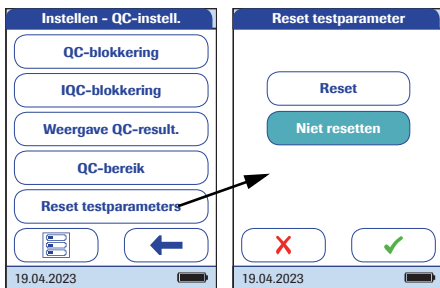 Instellen - QC-instell.
QC-blokkering
IQC-blokkering
Weergave QC-result.
QC-bereik
Reset testparameters
19.04.2023
Reset testparameter
Reset
Niet resetten
19.04.2023